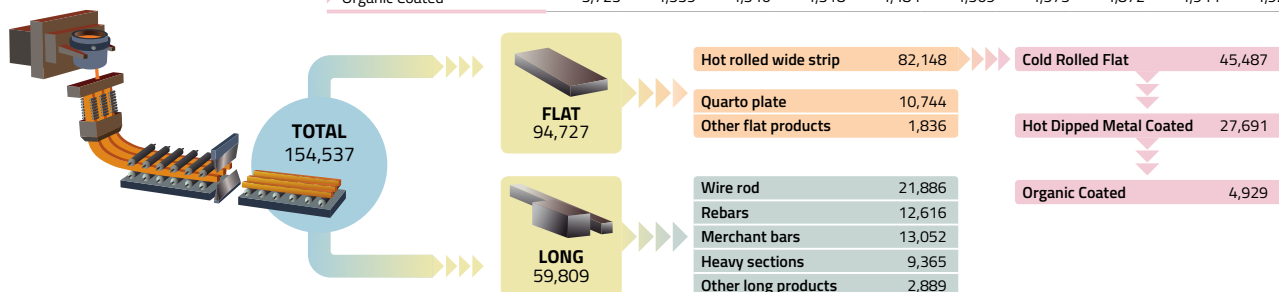 Organic Coated
TOTAL
154,537
FLAT
94,727
Hot rolled wide strip 82,148
Quarto plate 10,744
Other flat products 1,836
Cold Rolled Flat 45,487
Hot Dipped Metal Coated 27,691
Organic Coated 4,929
LONG
59,809
Wire rod 21,886
Rebars 12,616
Merchant bars 13,052
Heavy sections 9,365
Other long products 2,889